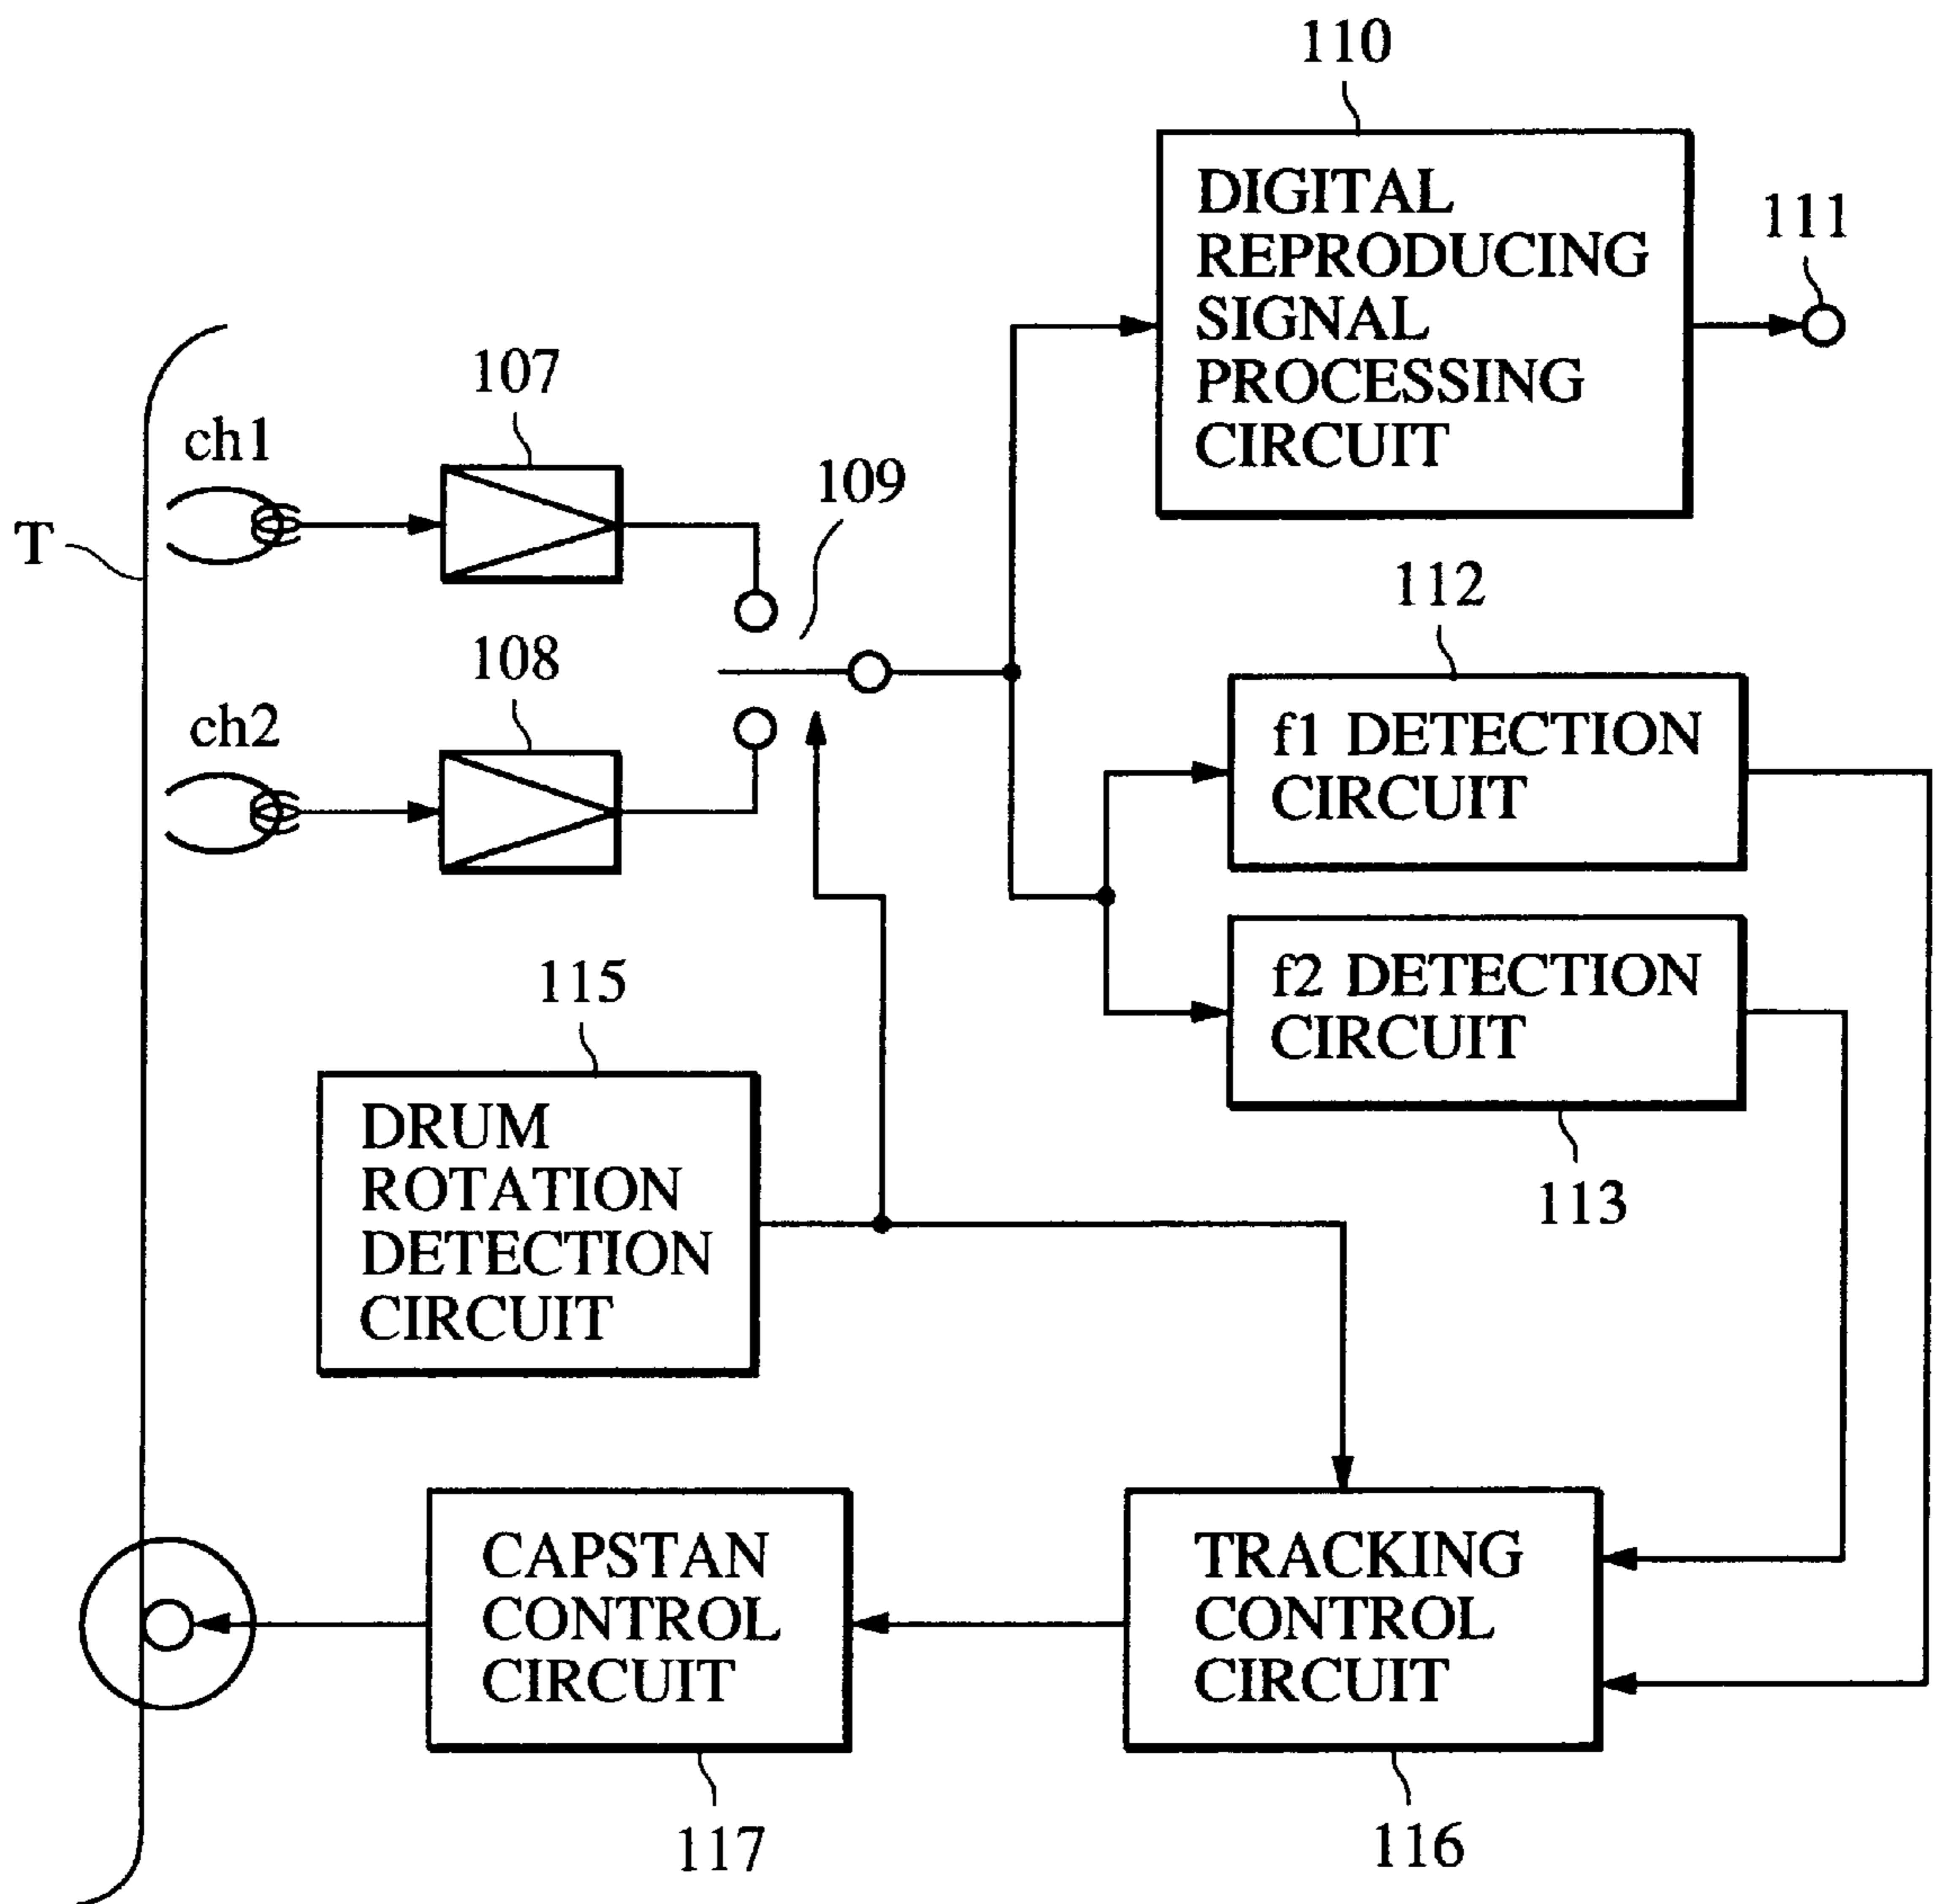 110
DIGITAL
REPRODUCING
SIGNAL
PROCESSING
CIRCUIT
111
107
ch1
109
T
112
108
ch2
f1 DETECTION
CIRCUIT
f2 DETECTION
CIRCUIT
115
113
DRUM
ROTATION
DETECTION
CIRCUIT
CAPSTAN
CONTROL
CIRCUIT
TRACKING
CONTROL
CIRCUIT
117
116